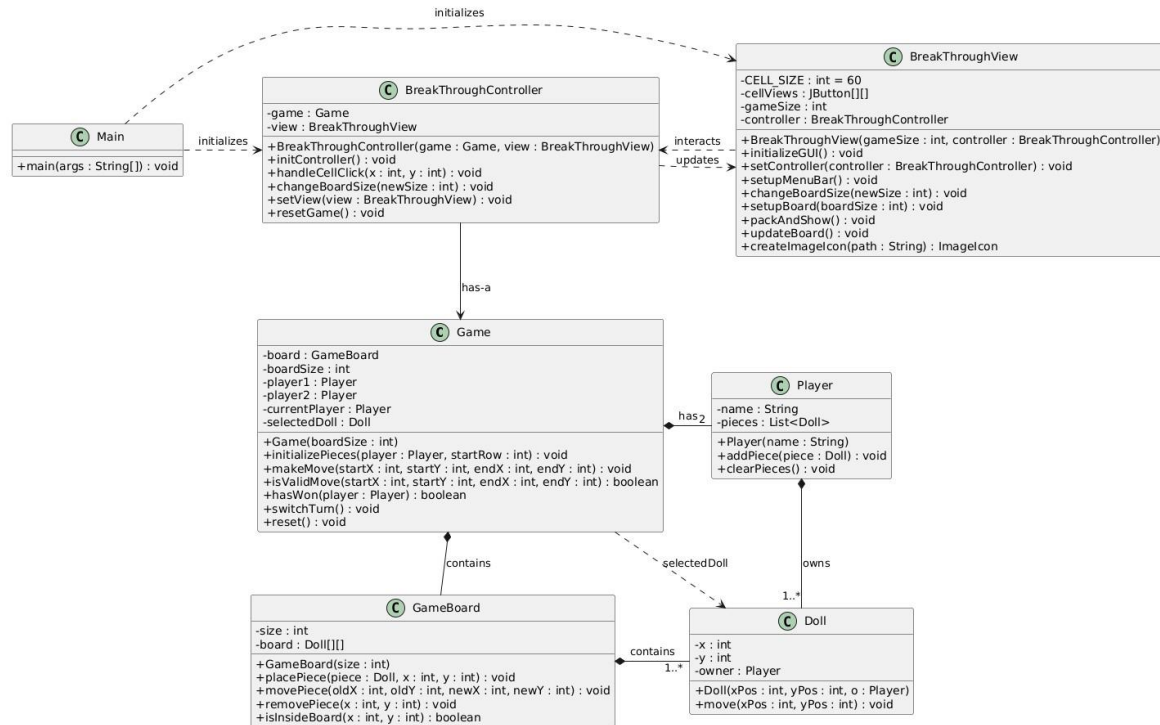 initializes
C BreakThroughView
-CELL_SIZE : int = 60
-cellViews : JButton[][]
-gameSize : int
-controller : BreakThroughController
+BreakThroughView(gameSize : int, controller : BreakThroughController)
+initializeGUI() : void
+setController(controller : BreakThroughController) : void
+setupMenuBar() : void
+changeBoardSize(newSize : int) : void
+setupBoard(boardSize : int) : void
+packAndShow() : void
+updateBoard() : void
+createImageIcon(path : String) : ImageIcon
C BreakThroughController
-game : Game
-view : BreakThroughView
+BreakThroughController(game : Game, view : BreakThroughView)
+initController() : void
+handleCellClick(x : int, y : int) : void
+changeBoardSize(newSize : int) : void
+setView(view : BreakThroughView) : void
+resetGame() : void
C Main
+main(args : String[]) : void
initializes
interacts
updates
has-a
C Game
-board : GameBoard
-boardSize : int
-player1 : Player
-player2 : Player
-currentPlayer : Player
-selectedDoll : Doll
+Game(boardSize : int)
+initializePieces(player : Player, startRow : int) : void
+makeMove(startX : int, startY : int, endX : int, endY : int) : void
+isValidMove(startX : int, startY : int, endX : int, endY : int) : boolean
+hasWon(player : Player) : boolean
+switchTurn() : void
+reset() : void
has 2
C Player
-name : String
-pieces : List<Doll>
+Player(name : String)
+addPiece(piece : Doll) : void
+clearPieces() : void
contains
selectedDoll
owns
1..*
C GameBoard
-size : int
-board : Doll[][]
+GameBoard(size : int)
+placePiece(piece : Doll, x : int, y : int) : void
+movePiece(oldX : int, oldY : int, newX : int, newY : int) : void
+removePiece(x : int, y : int) : void
+isInsideBoard(x : int, y : int) : boolean
contains
1..*
C Doll
-x : int
-y : int
-owner : Player
+Doll(xPos : int, yPos : int, o : Player)
+move(xPos : int, yPos : int) : void